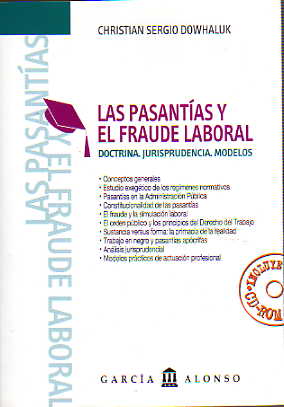 CHRISTIAN SERGIO DOWHALUK
LAS PASANTÍAS
Y EL FRAUDE LABORAL
LAS PASANTÍAS Y
EL FRAUDE LABORAL
DOCTRINA. JURISPRUDENCIA. MODELOS
• Conceptos generales
• Estudio exegético de los regímenes normativos
• Pasantías en la Administración Pública
• Constitucionalidad de las pasantías
• El fraude y la simulación laboral
• El orden público y los principios del Derecho del Trabajo
• Sustancia versus forma: la primacía de la realidad
• Trabajo en negro y pasantías apócrifas
• Análisis jurisprudencial
• Modelos prácticos de actuación profesional
INCLUYE
CD-ROM
GARCÍA ALONSO